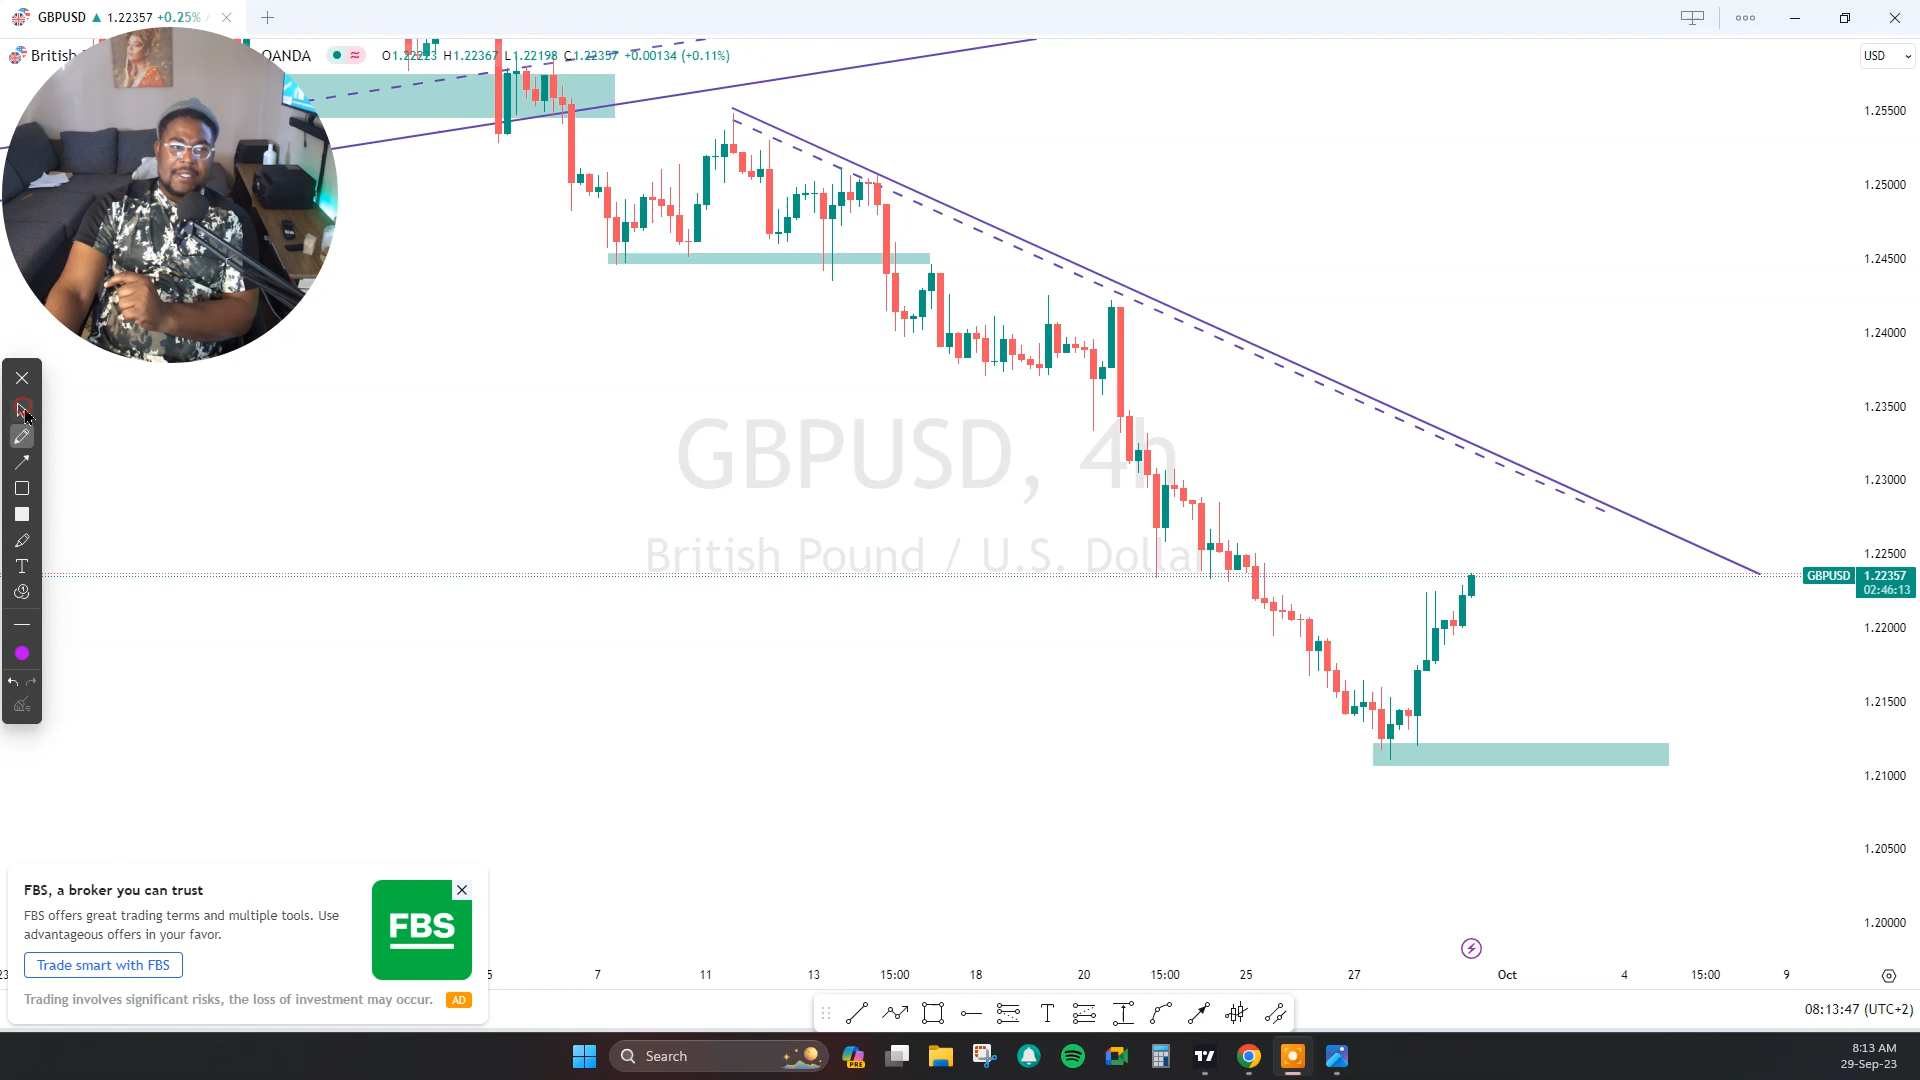 GBPUSD ▲ 1.22357 +0.25% /
British
OANDA
O1.22223 H1.22367 L1.22198 C1.22357 +0.00134 (+0.11%)
USD
1.25500
1.25000
1.24500
1.24000
1.23500
1.23000
1.22500
GBPUSD 1.22357
02:46:13
1.22000
1.21500
1.21000
1.20500
1.20000
GBPUSD, 4h
British Pound / U.S. Dollar
T
FBS, a broker you can trust
FBS offers great trading terms and multiple tools. Use
advantageous offers in your favor.
Trade smart with FBS
Trading involves significant risks, the loss of investment may occur.
AD
FBS
23 5 7 11 13 15:00 18 20 15:00 25 27 Oct 4 15:00 9
T
08:13:47 (UTC+2)
Search
PRE
8:13 AM
29-Sep-23